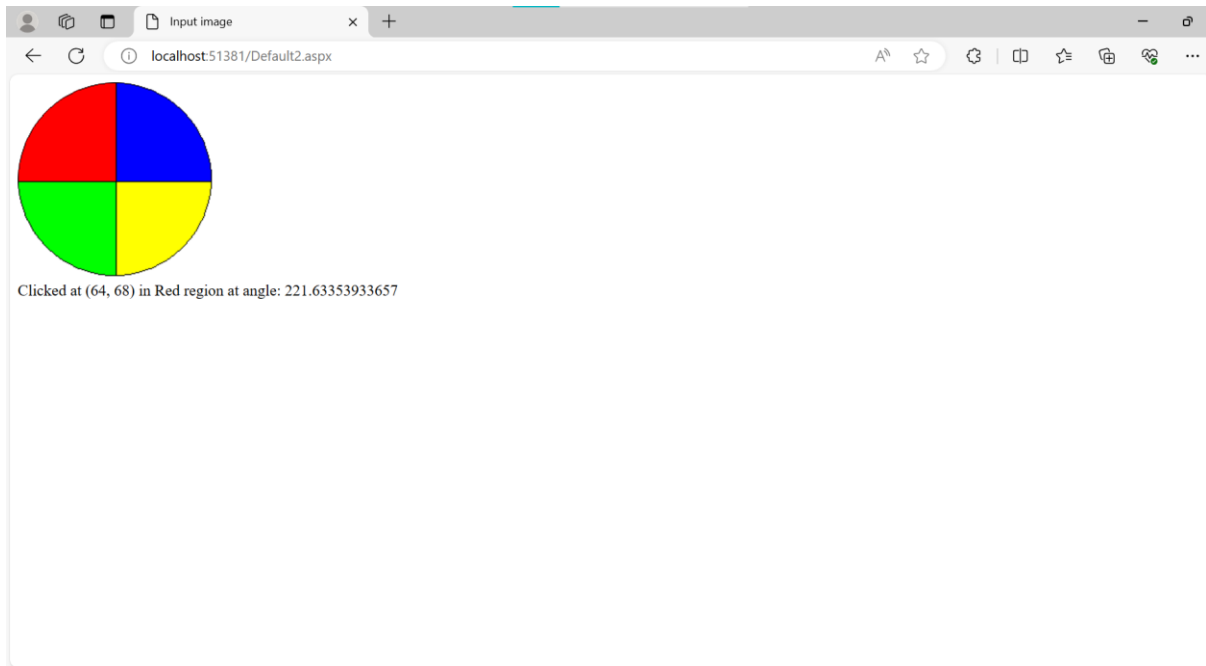 Input image
localhost:51381/Default2.aspx
Clicked at (64, 68) in Red region at angle: 221.63353933657